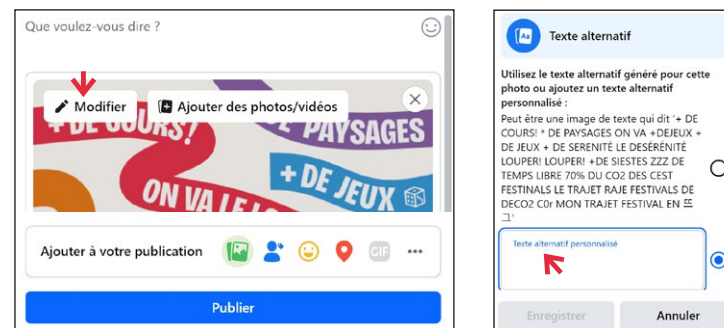 Que voulez-vous dire ?
Modifier
Ajouter des photos/vidéos
+ DE COURS!
DE PAYSAGES
+ DE JEUX
ON VA LE L
Ajouter à votre publication
GIF
Publier
Texte alternatif
Utilisez le texte alternatif généré pour cette
photo ou ajoutez un texte alternatif
personnalisé :
Peut être une image de texte qui dit '+ DE
COURS! * DE PAYSAGES ON VA +DEJEUX +
DE JEUX + DE SERENITÉ LE DESÉRÉNITÉ
LOUPER! LOUPER! +DE SIESTES ZZZ DE
TEMPS LIBRE 70% DU CO2 DES CEST
FESTINALS LE TRAJET RAJE FESTIVALS DE
DECO2 C0r MON TRAJET FESTIVAL EN 뜨
그'
Texte alternatif personnalisé
Enregistrer
Annuler